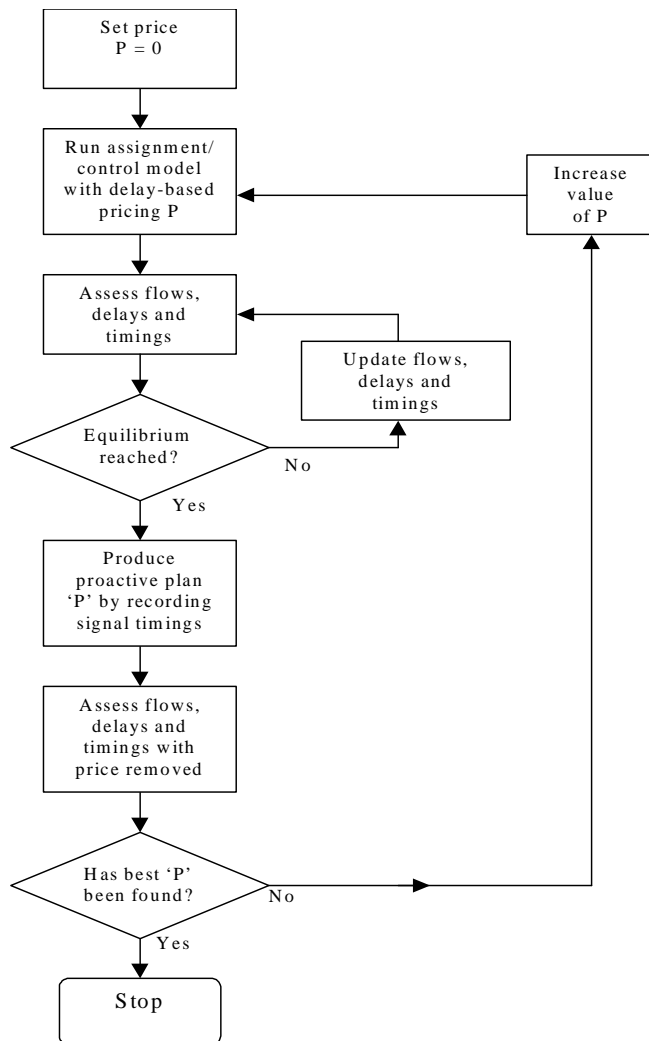 Set price
P = 0
Run assignment/
control model
with delay-based
pricing P
Increase
value
of P
Assess flows,
delays and
timings
Update flows,
delays and
timings
Equilibrium
reached?
No
Yes
Produce
proactive plan
‘P’ by recording
signal timings
Assess flows,
delays and
timings with
price removed
Has best ‘P’
been found?
No
Yes
Stop